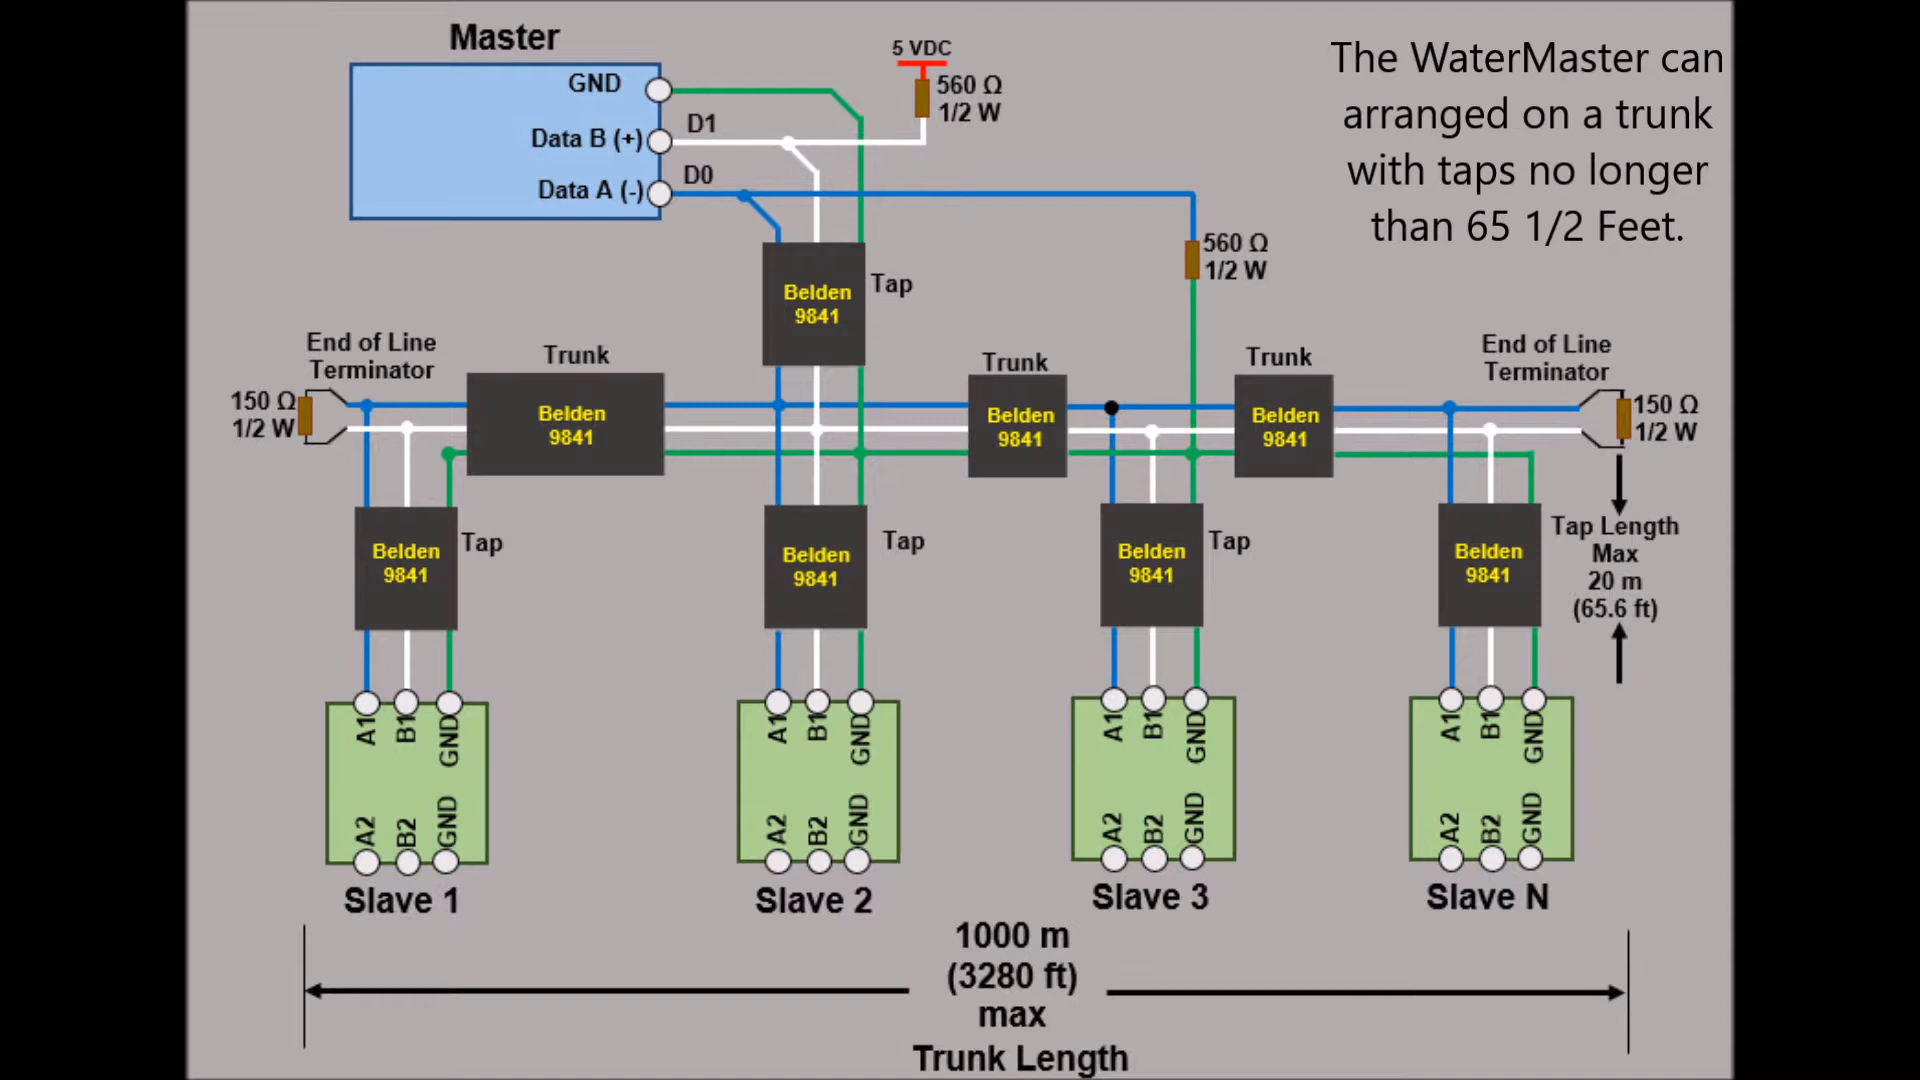 Master
GND
Data B (+)
Data A (-)
D1
D0
5 VDC
560 Ω
1/2 W
The WaterMaster can
arranged on a trunk
with taps no longer
than 65 1/2 Feet.
560 Ω
1/2 W
Belden
9841
Tap
End of Line
Terminator
150 Ω
1/2 W
Trunk
Belden
9841
Trunk
Belden
9841
Trunk
Belden
9841
End of Line
Terminator
150 Ω
1/2 W
Belden
9841
Tap
Belden
9841
Tap
Belden
9841
Tap
Belden
9841
Tap Length
Max
20 m
(65.6 ft)
A1
B1
GND
A2
B2
GND
Slave 1
A1
B1
GND
A2
B2
GND
Slave 2
A1
B1
GND
A2
B2
GND
Slave 3
A1
B1
GND
A2
B2
GND
Slave N
1000 m
(3280 ft)
max
Trunk Length